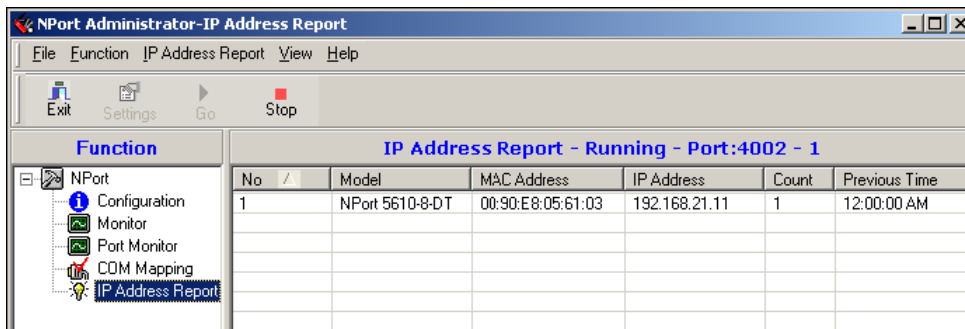 NPort Administrator-IP Address Report
File Function IP Address Report View Help
Exit Settings Go Stop
Function
IP Address Report - Running - Port:4002 - 1
NPort
Configuration
Monitor
Port Monitor
COM Mapping
IP Address Report
No Model MAC Address IP Address Count Previous Time
1 NPort 5610-8-DT 00:90:E8:05:61:03 192.168.21.11 1 12:00:00 AM